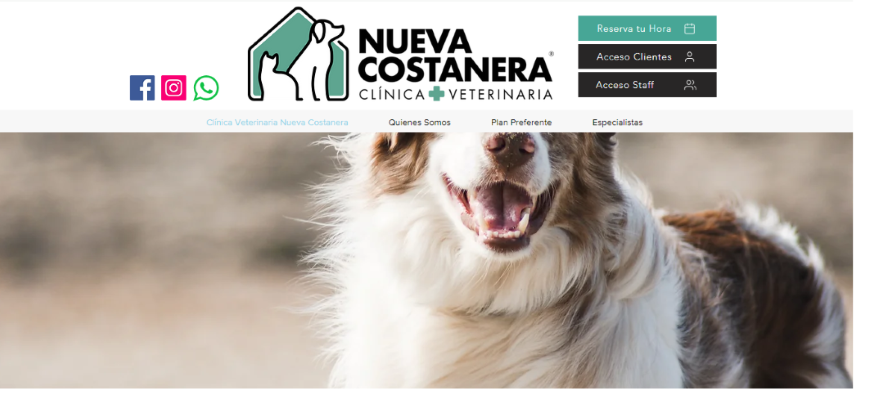 NUEVA
COSTANERA®
CLÍNICA VETERINARIA
Reserva tu Hora
Acceso Clientes
Acceso Staff
Clínica Veterinaria Nueva Costanera
Quienes Somos
Plan Preferente
Especialistas